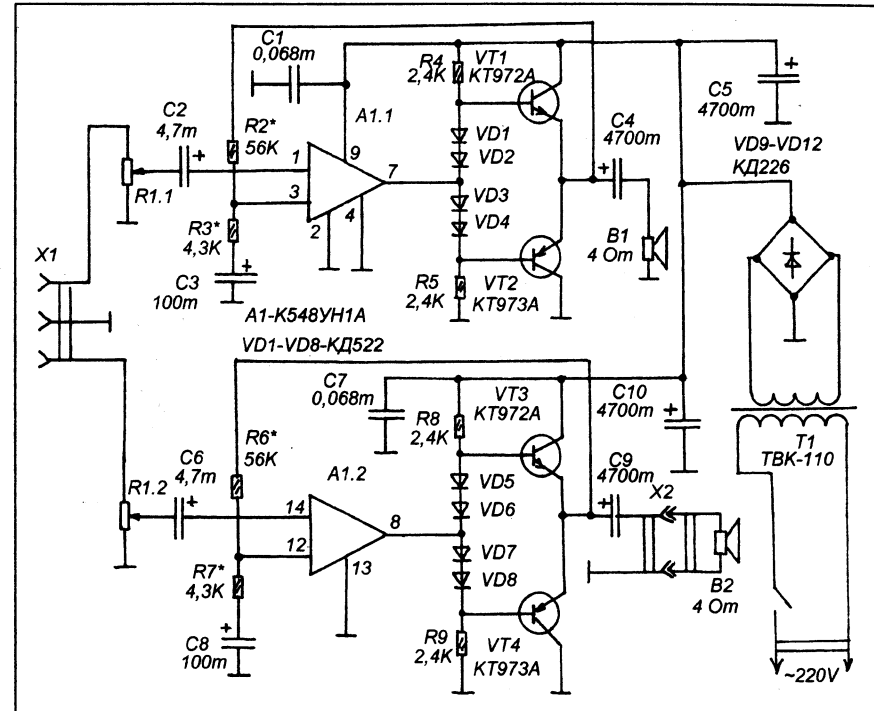 C1
0,068m
R4
2,4K
VT1
КТ972А
C5
4700m
C2
4,7m
R2*
56K
A1.1
VD1
VD2
C4
4700m
VD9-VD12
КД226
1
9
7
R1.1
3
VD3
VD4
R3*
4,3K
2
4
B1
4 Om
X1
C3
100m
R5
2,4K
VT2
КТ973А
A1-К548УН1А
VD1-VD8-КД522
C7
0,068m
VT3
КТ972А
C10
4700m
R8
2,4K
T1
ТВК-110
R6*
56K
C6
4,7m
A1.2
VD5
VD6
C9
4700m
X2
R1.2
14
8
12
VD7
VD8
13
R7*
4,3K
B2
4 Om
C8
100m
R9
2,4K
VT4
КТ973А
~220V